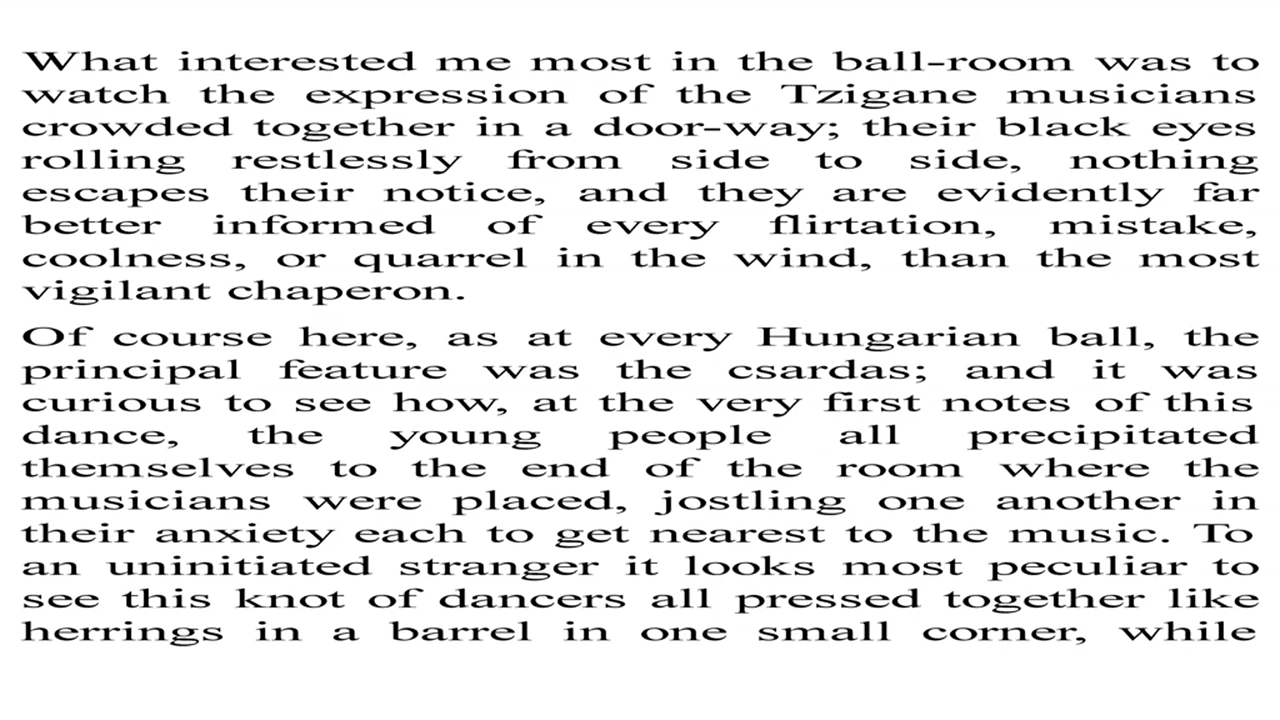 What interested me most in the ball-room was to
watch the expression of the Tzigane musicians
crowded together in a door-way; their black eyes
rolling restlessly from side to side, nothing
escapes their notice, and they are evidently far
better informed of every flirtation, mistake,
coolness, or quarrel in the wind, than the most
vigilant chaperon.
Of course here, as at every Hungarian ball, the
principal feature was the csardas; and it was
curious to see how, at the very first notes of this
dance, the young people all precipitated
themselves to the end of the room where the
musicians were placed, jostling one another in
their anxiety each to get nearest to the music. To
an uninitiated stranger it looks most peculiar to
see this knot of dancers all pressed together like
herrings in a barrel in one small corner, while